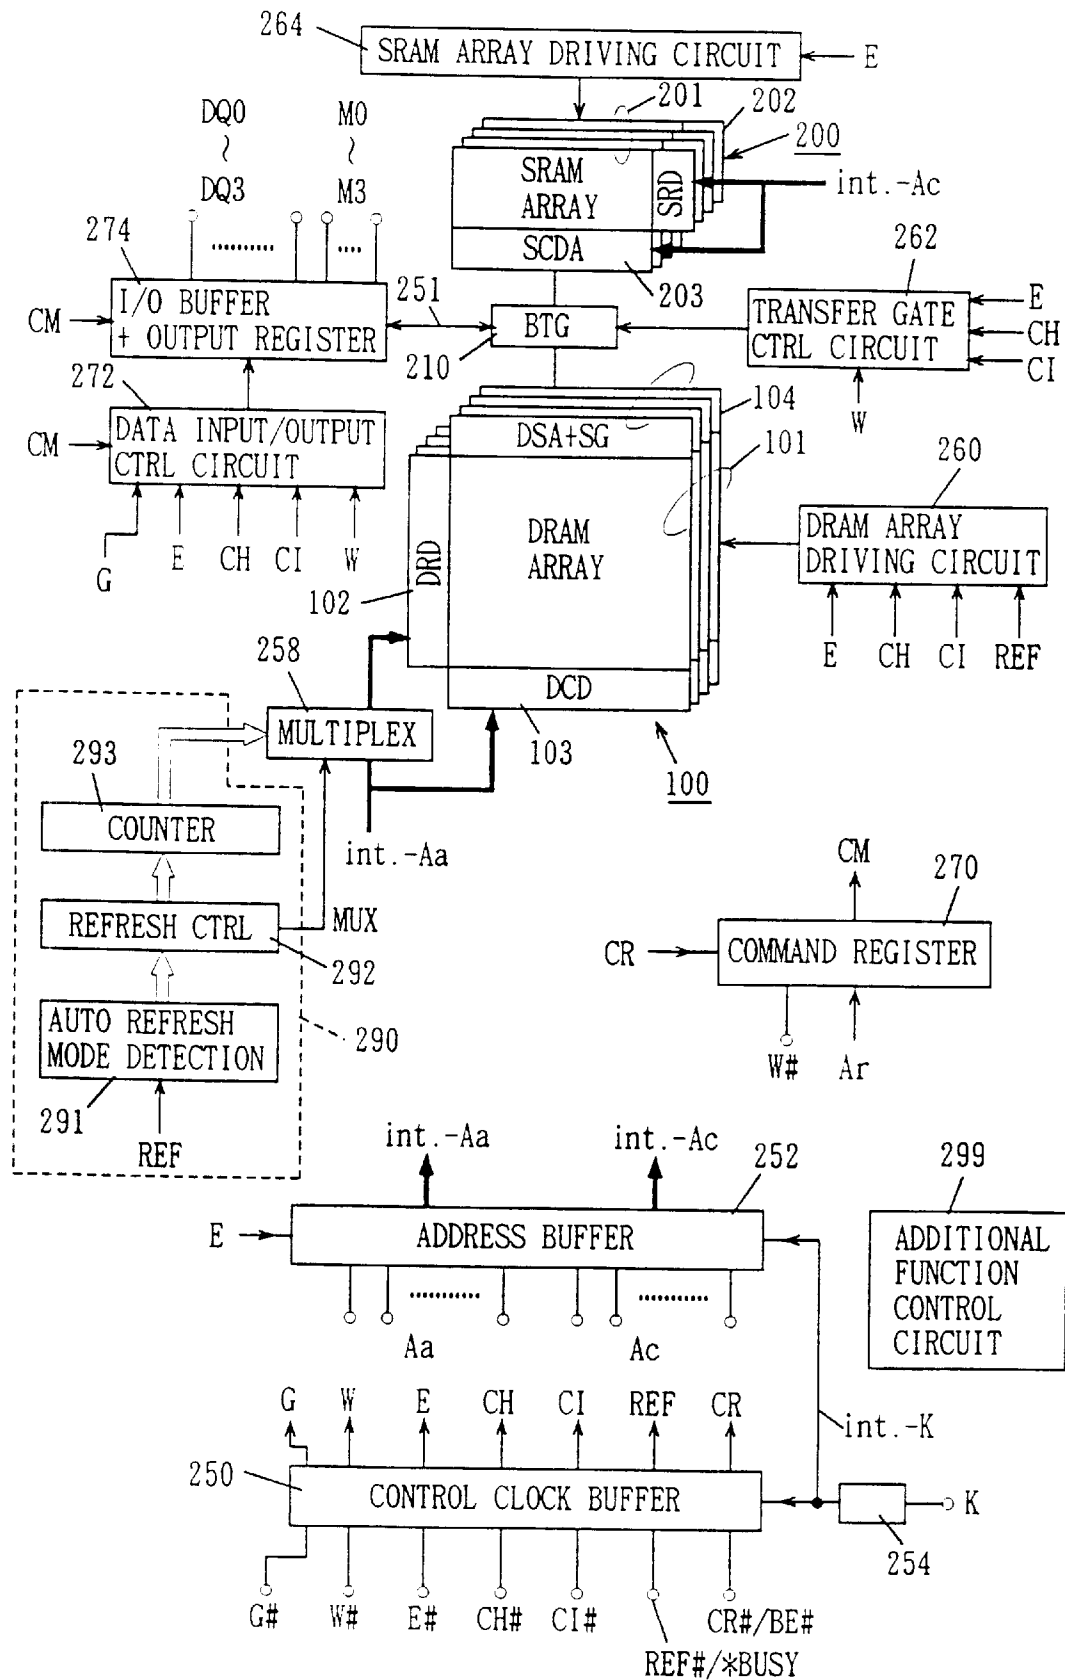 264
SRAM ARRAY DRIVING CIRCUIT
E
201
202
200
DQ0
~
DQ3
M0
~
M3
SRAM
ARRAY
SRD
SCDA
int.-Ac
203
274
I/O BUFFER
+ OUTPUT REGISTER
CM
251
BTG
210
262
TRANSFER GATE
CTRL CIRCUIT
E
CH
CI
W
272
DATA INPUT/OUTPUT
CTRL CIRCUIT
CM
G
E
CH
CI
W
104
DSA+SG
101
DRAM
ARRAY
DRD
102
DCD
103
100
260
DRAM ARRAY
DRIVING CIRCUIT
E
CH
CI
REF
258
MULTIPLEX
int.-Aa
293
COUNTER
REFRESH CTRL
MUX
292
AUTO REFRESH
MODE DETECTION
290
291
REF
CM
270
CR
COMMAND REGISTER
W#
Ar
int.-Aa
int.-Ac
252
E
ADDRESS BUFFER
Aa
Ac
299
ADDITIONAL
FUNCTION
CONTROL
CIRCUIT
G
W
E
CH
CI
REF
CR
int.-K
250
CONTROL CLOCK BUFFER
K
254
G#
W#
E#
CH#
CI#
CR#/BE#
REF#/*BUSY